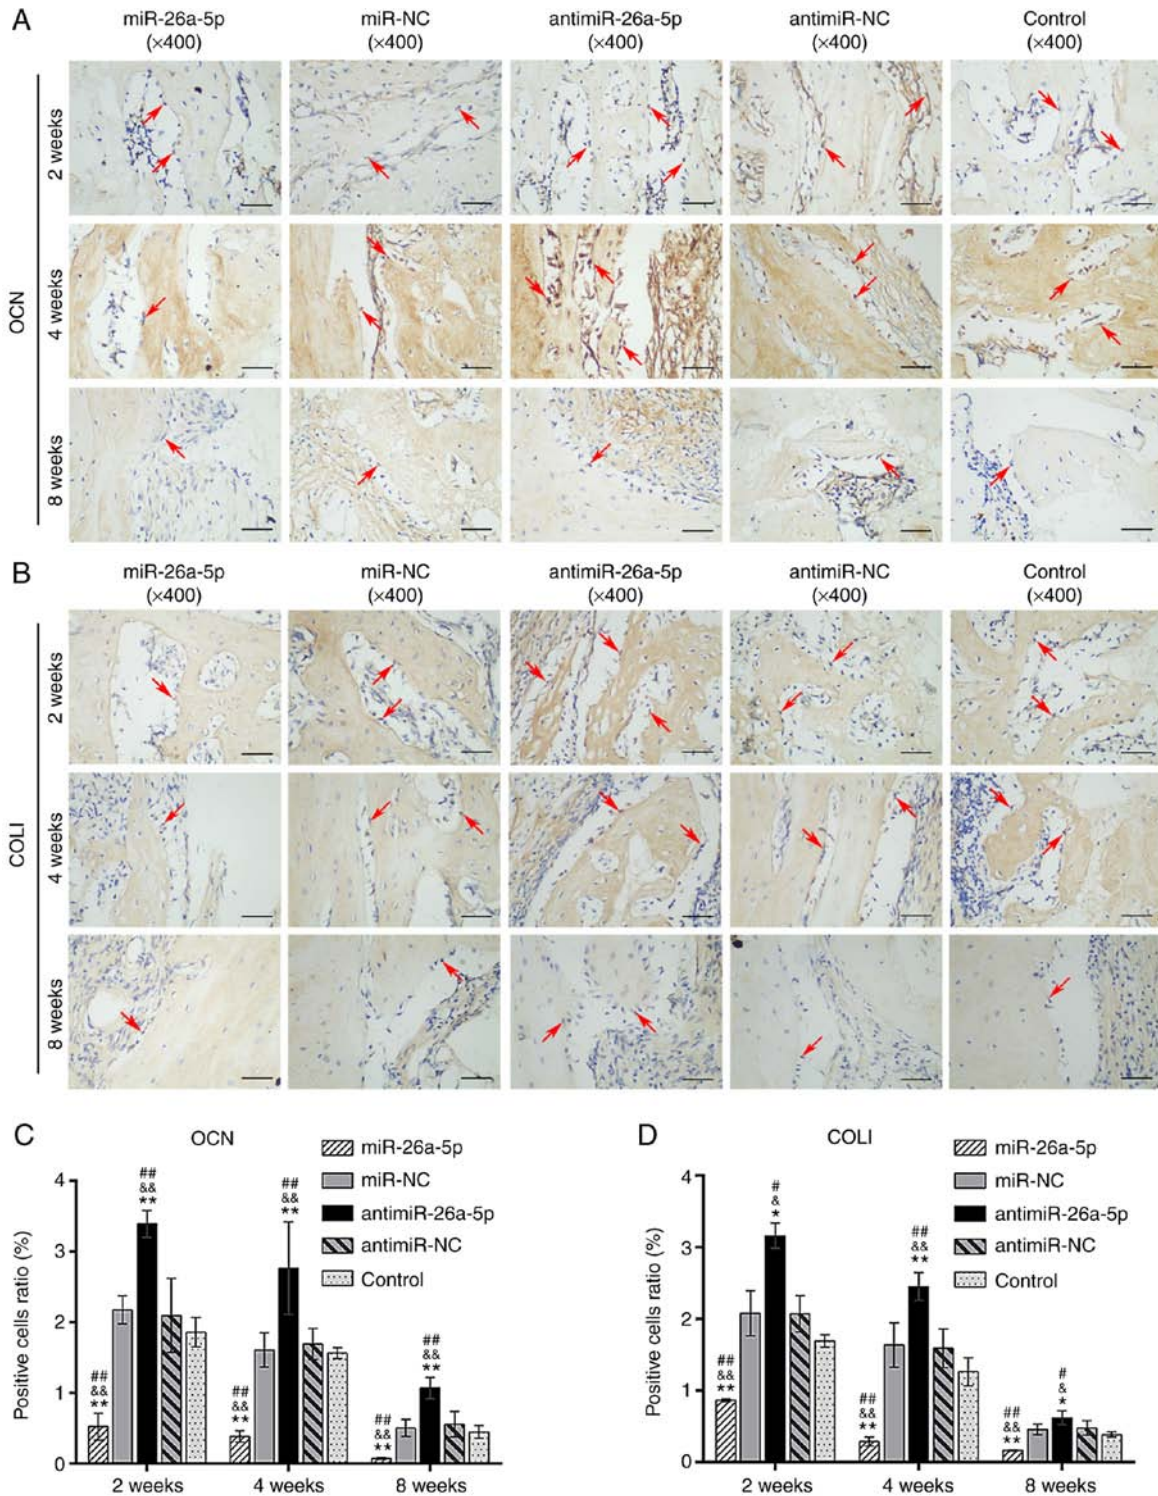 A
miR-26a-5p
(×400)
miR-NC
(×400)
antimiR-26a-5p
(×400)
antimiR-NC
(×400)
Control
(×400)
OCN
2 weeks
4 weeks
8 weeks
B
miR-26a-5p
(×400)
miR-NC
(×400)
antimiR-26a-5p
(×400)
antimiR-NC
(×400)
Control
(×400)
COLI
2 weeks
4 weeks
8 weeks
C
OCN
miR-26a-5p
miR-NC
antimiR-26a-5p
antimiR-NC
Control
Positive cells ratio (%)
4
3
2
1
0
##
&&
**
##
&&
**
##
&&
**
##
&&
**
##
&&
**
##
&&
**
2 weeks
4 weeks
8 weeks
D
COLI
miR-26a-5p
miR-NC
antimiR-26a-5p
antimiR-NC
Control
Positive cells ratio (%)
4
3
2
1
0
##
&&
**
#
&
*
##
&&
**
##
&&
**
##
&&
**
#
&
*
2 weeks
4 weeks
8 weeks